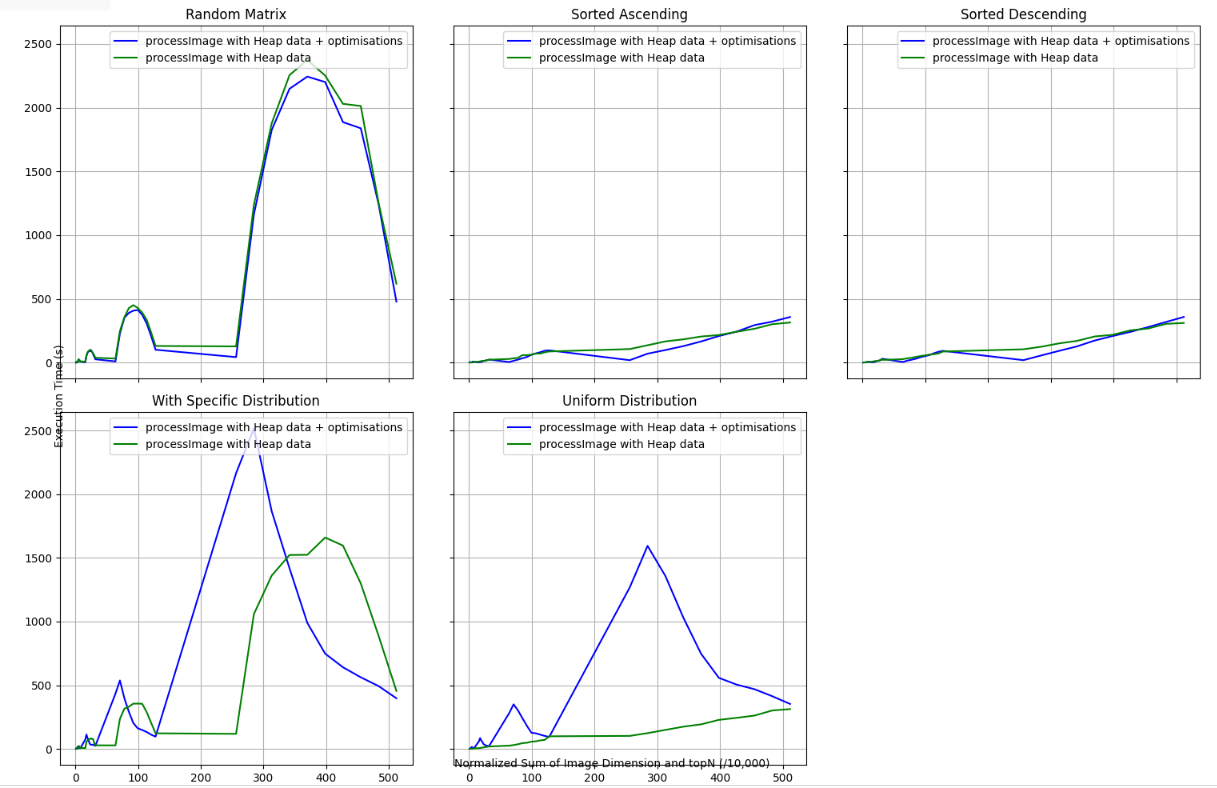 Random Matrix
processImage with Heap data + optimisations
processImage with Heap data
2500
2000
1500
1000
500
0
Sorted Ascending
processImage with Heap data + optimisations
processImage with Heap data
Sorted Descending
processImage with Heap data + optimisations
processImage with Heap data
Execution Time (s)
With Specific Distribution
processImage with Heap data + optimisations
processImage with Heap data
2500
2000
1500
1000
500
0
0 100 200 300 400 500
Uniform Distribution
processImage with Heap data + optimisations
processImage with Heap data
Normalized Sum of Image Dimension and topN (/10,000)
0 100 200 300 400 500